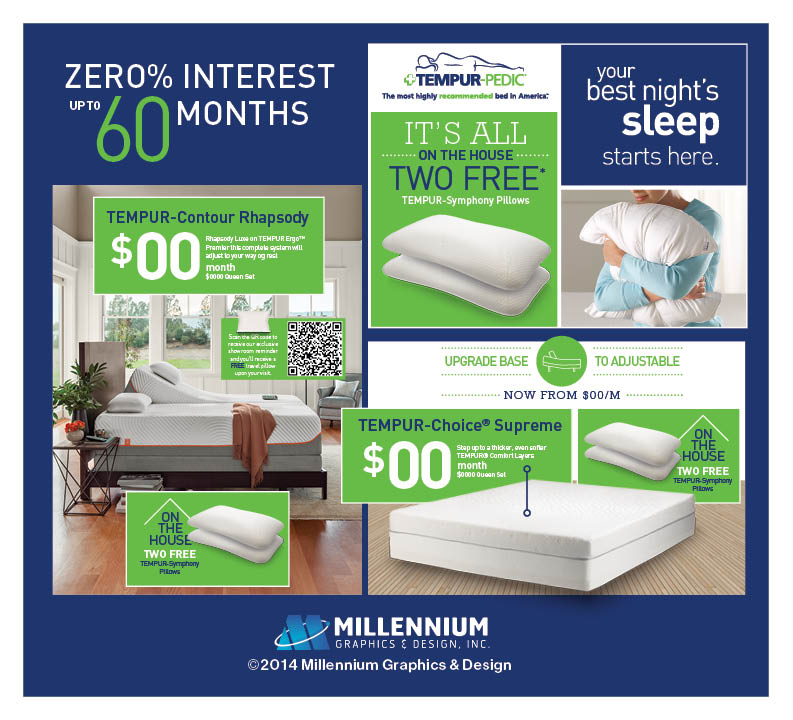 ZERO% INTEREST
UP TO 60 MONTHS
TEMPUR-PEDIC®
The most highly recommended bed in America.™
IT'S ALL
ON THE HOUSE
TWO FREE*
TEMPUR-Symphony Pillows
your
best night's
sleep
starts here.
TEMPUR-Contour Rhapsody
$00
Rhapsody Luxe on TEMPUR Ergo™
Premier this complete system will
adjust to your way og rest
month
$0000 Queen Set
Scan the QR code to
receive our exclusive
showroom reminder
and you'll receive a
FREE travel pillow
upon your visit.
ON
THE
HOUSE
TWO FREE
TEMPUR-Symphony
Pillows
UPGRADE BASE TO ADJUSTABLE
NOW FROM $00/M
TEMPUR-Choice® Supreme
$00
Step up to a thicker, even softer
TEMPUR® Comfort Layers
month
$0000 Queen Set
ON
THE
HOUSE
TWO FREE
TEMPUR-Symphony
Pillows
MILLENNIUM
GRAPHICS & DESIGN, INC.
©2014 Millennium Graphics & Design